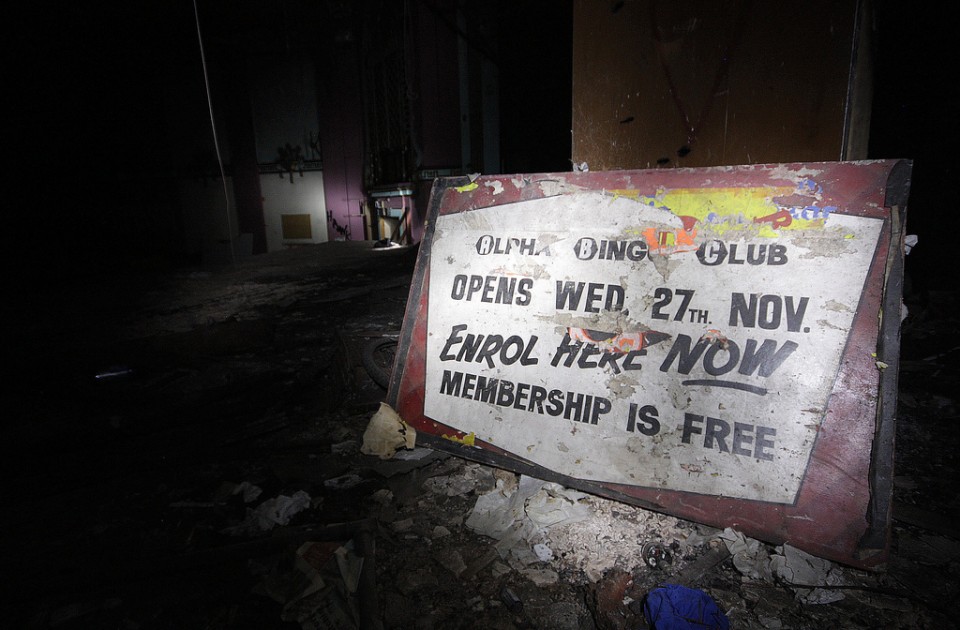 ALPHA BINGO CLUB
OPENS WED. 27TH. NOV.
ENROL HERE NOW
MEMBERSHIP IS FREE